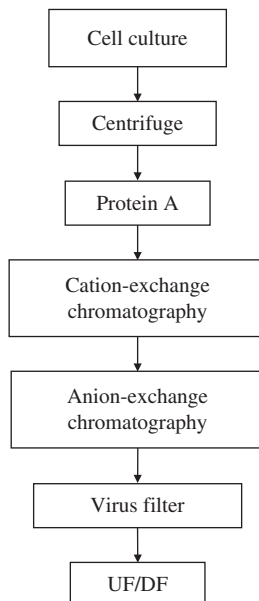 Cell culture
Centrifuge
Protein A
Cation-exchange
chromatography
Anion-exchange
chromatography
Virus filter
UF/DF